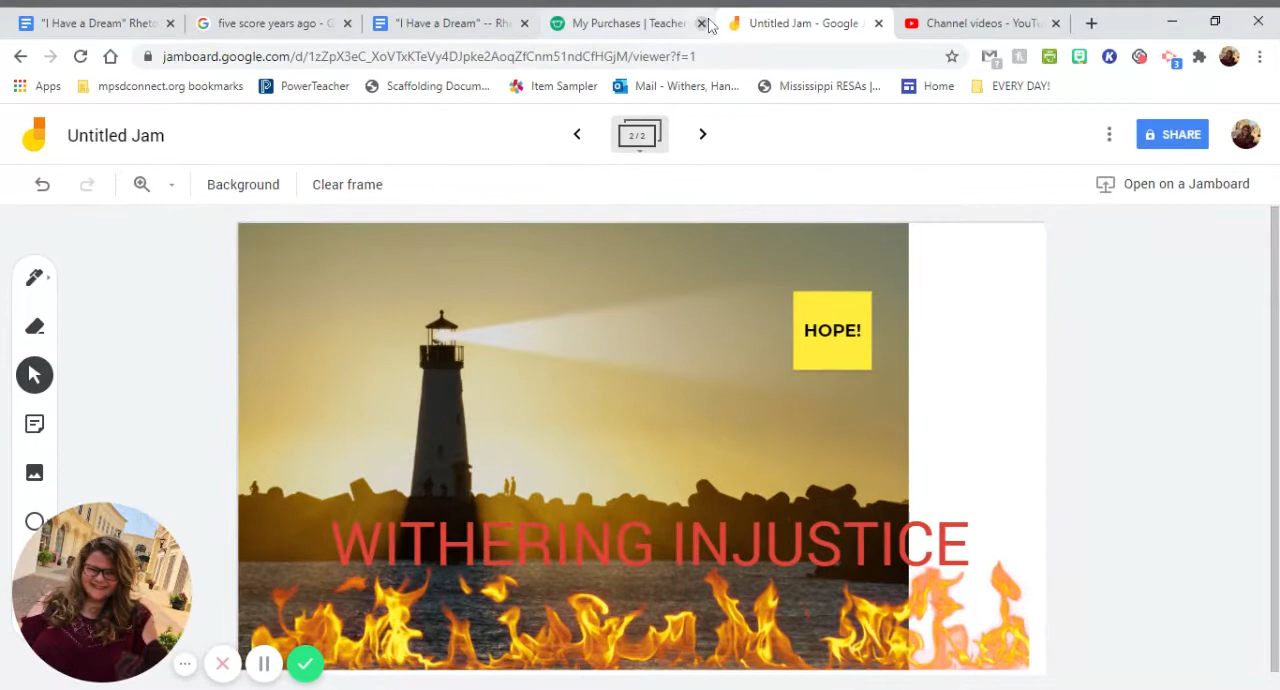 "I Have a Dream" Rheto
five score years ago - G
"I Have a Dream" -- Rhe
My Purchases | Teacher
Untitled Jam - Google J
Channel videos - YouTu
jamboard.google.com/d/1zZpX3eC_XoVTxKTeVy4DJpke2AoqZfCnm51ndCfHGjM/viewer?f=1
Apps
mpsdconnect.org bookmarks
PowerTeacher
Scaffolding Docum...
Item Sampler
Mail - Withers, Han...
Mississippi RESAs |...
Home
EVERY DAY!
Untitled Jam
2/2
SHARE
Background
Clear frame
Open on a Jamboard
HOPE!
WITHERING INJUSTICE